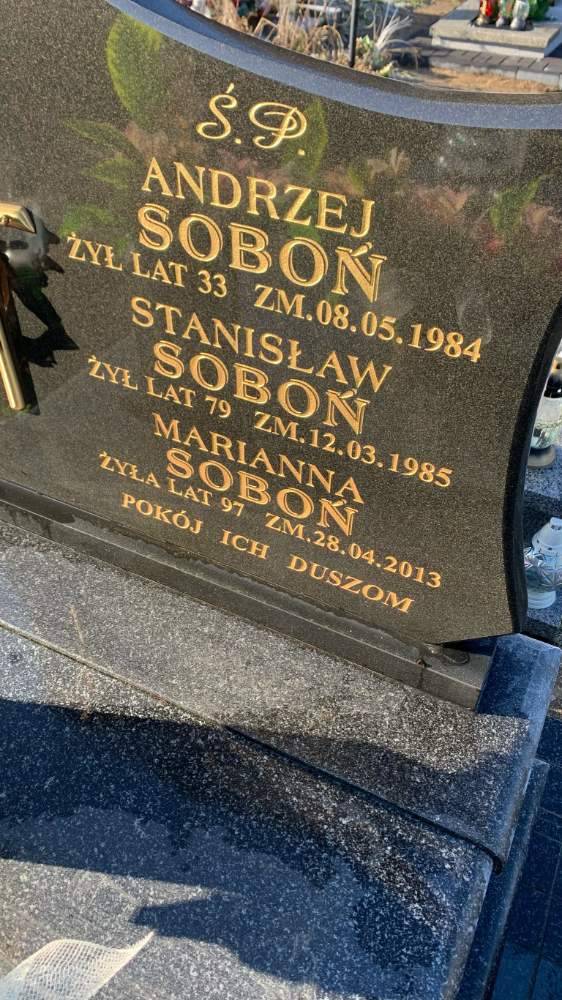 Ś.P.
ANDRZEJ
SOBOŃ
ŻYŁ LAT 33 ZM.08.05.1984
STANISŁAW
SOBOŃ
ŻYŁ LAT 79 ZM.12.03.1985
MARIANNA
SOBOŃ
ŻYŁA LAT 97 ZM.28.04.2013
POKÓJ ICH DUSZOM